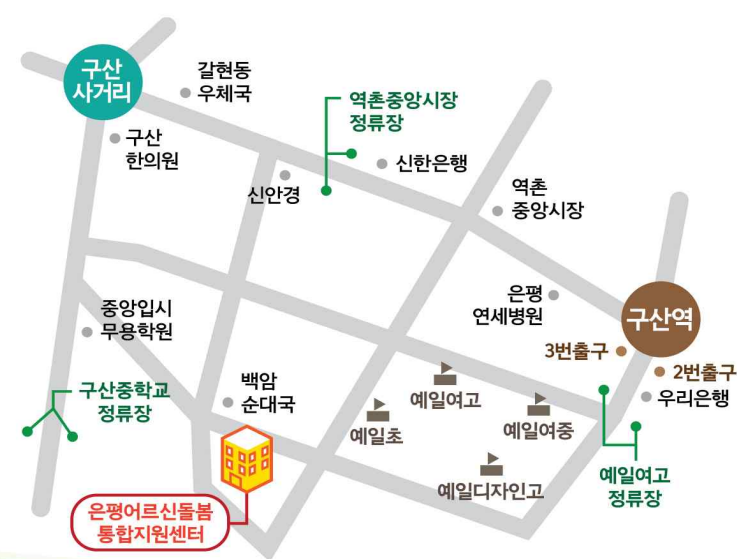 구산
사거리
갈현동
우체국
역촌중앙시장
정류장
구산
한의원
신한은행
신안경
역촌
중앙시장
은평
연세병원
구산역
중앙입시
무용학원
3번출구
2번출구
구산중학교
정류장
백암
순대국
예일여고
우리은행
예일초
예일여중
예일디자인고
예일여고
정류장
은평어르신돌봄
통합지원센터